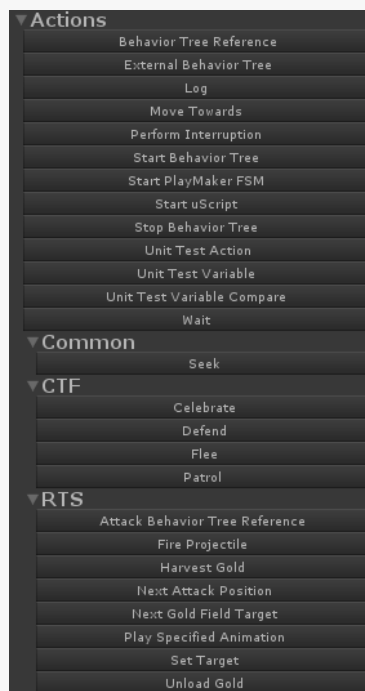 Actions
Behavior Tree Reference
External Behavior Tree
Log
Move Towards
Perform Interruption
Start Behavior Tree
Start PlayMaker FSM
Start uScript
Stop Behavior Tree
Unit Test Action
Unit Test Variable
Unit Test Variable Compare
Wait
Common
Seek
CTF
Celebrate
Defend
Flee
Patrol
RTS
Attack Behavior Tree Reference
Fire Projectile
Harvest Gold
Next Attack Position
Next Gold Field Target
Play Specified Animation
Set Target
Unload Gold